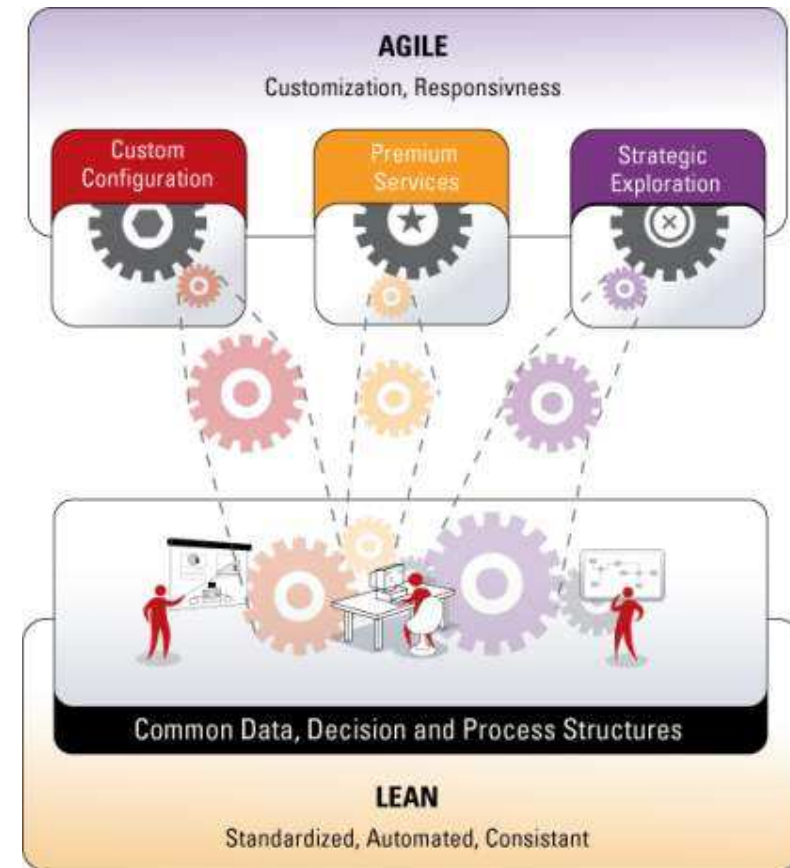 AGILE
Customization, Responsivness
Custom
Configuration
Premium
Services
Strategic
Exploration
Common Data, Decision and Process Structures
LEAN
Standardized, Automated, Consistant